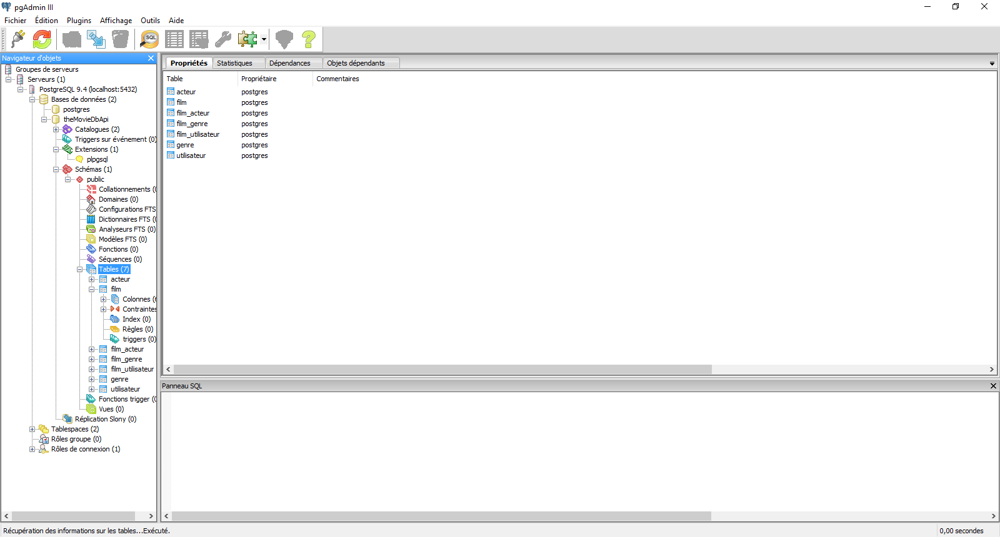 pgAdmin III
Fichier Édition Plugins Affichage Outils Aide
SQL
Navigateur d'objets
Groupes de serveurs
Serveurs (1)
PostgreSQL 9.4 (localhost:5432)
Bases de données (2)
postgres
theMovieDbApi
Catalogues (2)
Triggers sur événement (0)
Extensions (1)
plpgsql
Schémas (1)
public
Collationnements (
Domaines (0)
Configurations FTS
Dictionnaires FTS (
Analyseurs FTS (0)
Modèles FTS (0)
Fonctions (0)
Séquences (0)
Tables (7)
acteur
film
Colonnes (
Contraintes
Index (0)
Règles (0)
triggers (0)
film_acteur
film_genre
film_utilisateur
genre
utilisateur
Fonctions trigger (
Vues (0)
Réplication Slony (0)
Tablespaces (2)
Rôles groupe (0)
Rôles de connexion (1)
Propriétés Statistiques Dépendances Objets dépendants
Table Propriétaire Commentaires
acteur postgres
film postgres
film_acteur postgres
film_genre postgres
film_utilisateur postgres
genre postgres
utilisateur postgres
Panneau SQL
Récupération des informations sur les tables...Exécuté.
0,00 secondes